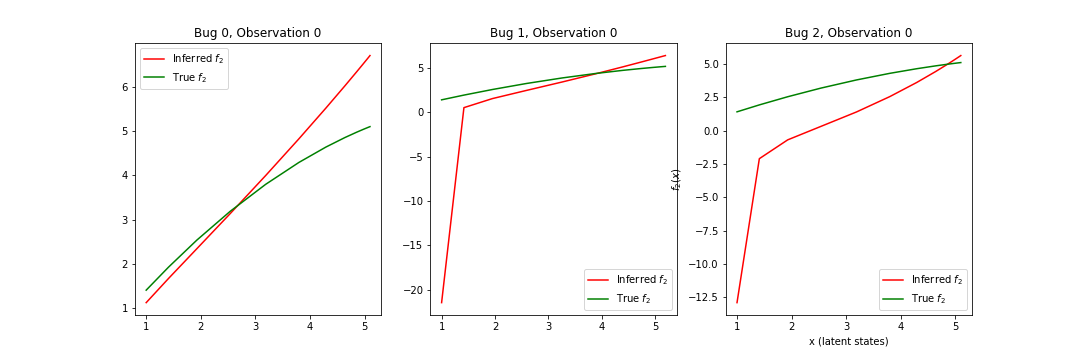 Bug 0, Observation 0
Inferred f₂
True f₂
6
5
4
3
2
1
1 2 3 4 5
Bug 1, Observation 0
5
0
−5
−10
−15
−20
Inferred f₂
True f₂
1 2 3 4 5
Bug 2, Observation 0
f₂(x)
5.0
2.5
0.0
−2.5
−5.0
−7.5
−10.0
−12.5
Inferred f₂
True f₂
1 2 3 4 5
x (latent states)